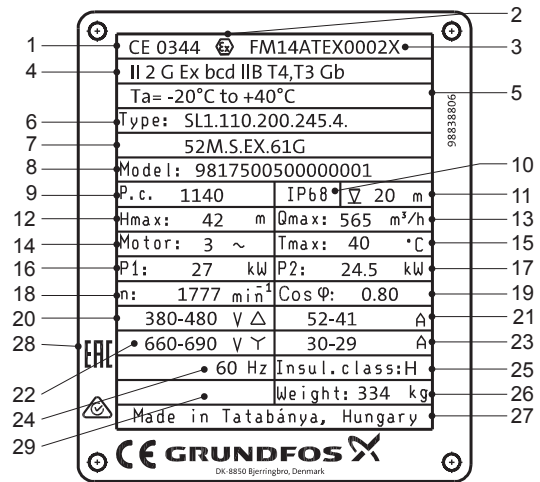 2
1 CE 0344 Ex FM14ATEX0002X 3
4 II 2 G Ex bcd IIB T4,T3 Gb
Ta= -20°C to +40°C 5
98838806
6 Type: SL1.110.200.245.4.
7 52M.S.EX.61G
8 Model: 9817500500000001
10
9 P.c. 1140 IP68 20 m 11
12 Hmax: 42 m Qmax: 565 m³/h 13
14 Motor: 3 ~ Tmax: 40 °C 15
16 P1: 27 kW P2: 24.5 kW 17
18 n: 1777 min⁻¹ Cos φ: 0.80 19
20 380-480 V △ 52-41 A 21
28 EAC 660-690 V Y 30-29 A 23
22
24 60 Hz Insul.class:H 25
29 Weight: 334 kg 26
Made in Tatabánya, Hungary 27
CE GRUNDFOS X
DK-8850 Bjerringbro, Denmark